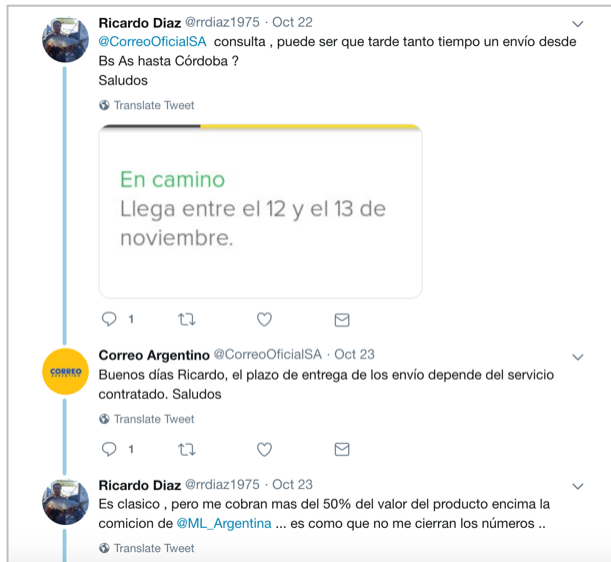 Ricardo Diaz @rrdiaz1975 · Oct 22
@CorreoOficialSA consulta , puede ser que tarde tanto tiempo un envío desde
Bs As hasta Córdoba ?
Saludos
Translate Tweet
En camino
Llega entre el 12 y el 13 de
noviembre.
1
CORREO
ARGENTINO
Correo Argentino @CorreoOficialSA · Oct 23
Buenos días Ricardo, el plazo de entrega de los envío depende del servicio
contratado. Saludos
Translate Tweet
1
Ricardo Diaz @rrdiaz1975 · Oct 23
Es clasico , pero me cobran mas del 50% del valor del producto encima la
comicion de @ML_Argentina ... es como que no me cierran los números ..
Translate Tweet